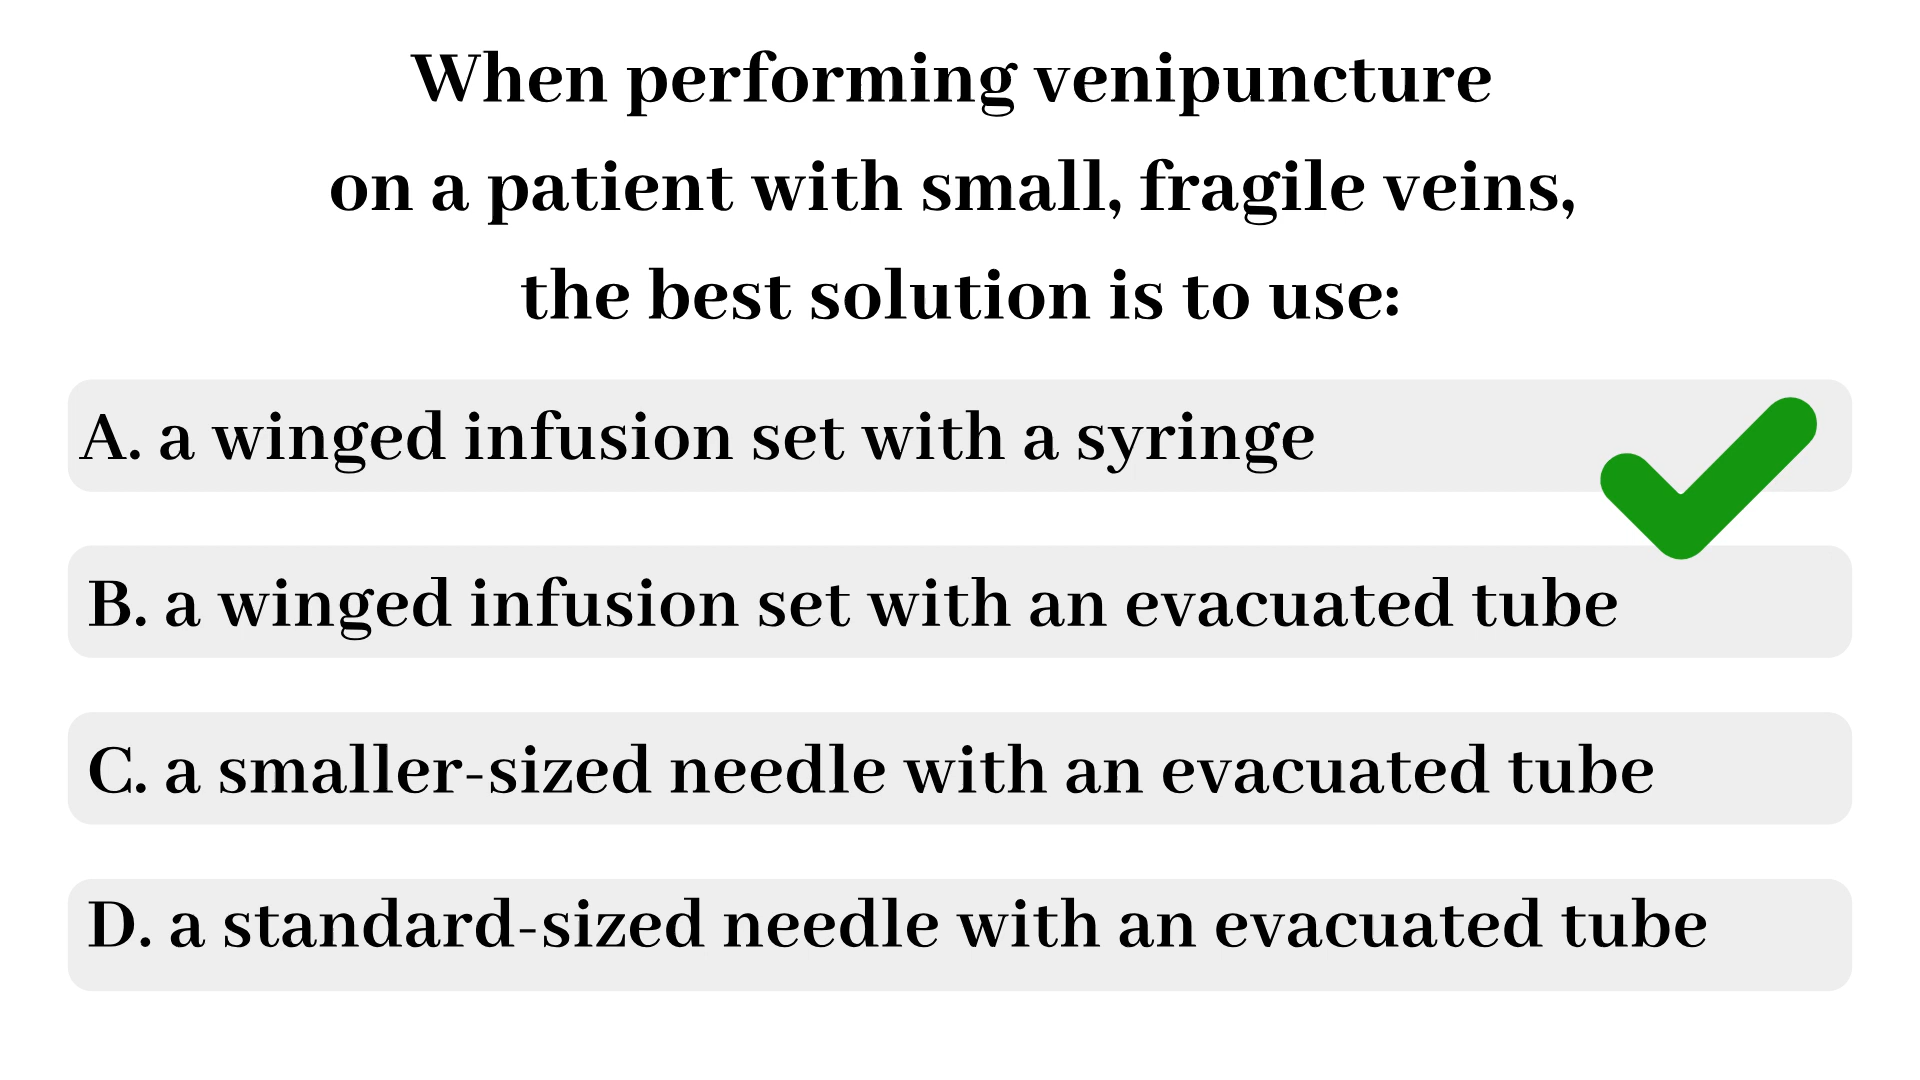 When performing venipuncture
on a patient with small, fragile veins,
the best solution is to use:
A. a winged infusion set with a syringe
B. a winged infusion set with an evacuated tube
C. a smaller-sized needle with an evacuated tube
D. a standard-sized needle with an evacuated tube